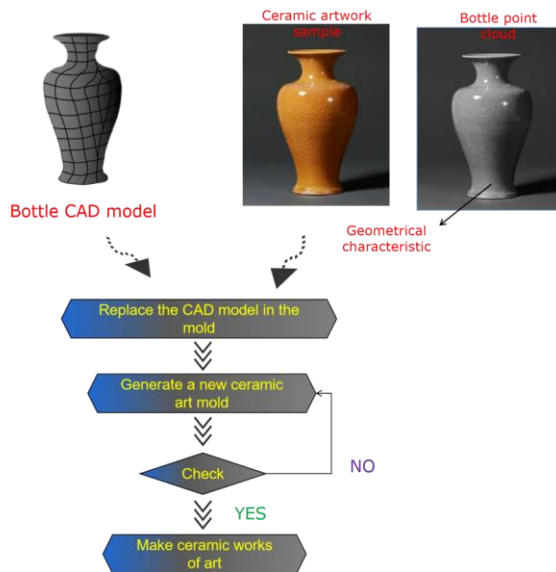 Ceramic artwork
sample
Bottle point
cloud
Bottle CAD model
Geometrical
characteristic
Replace the CAD model in the
mold
Generate a new ceramic
art mold
Check
NO
YES
Make ceramic works
of art